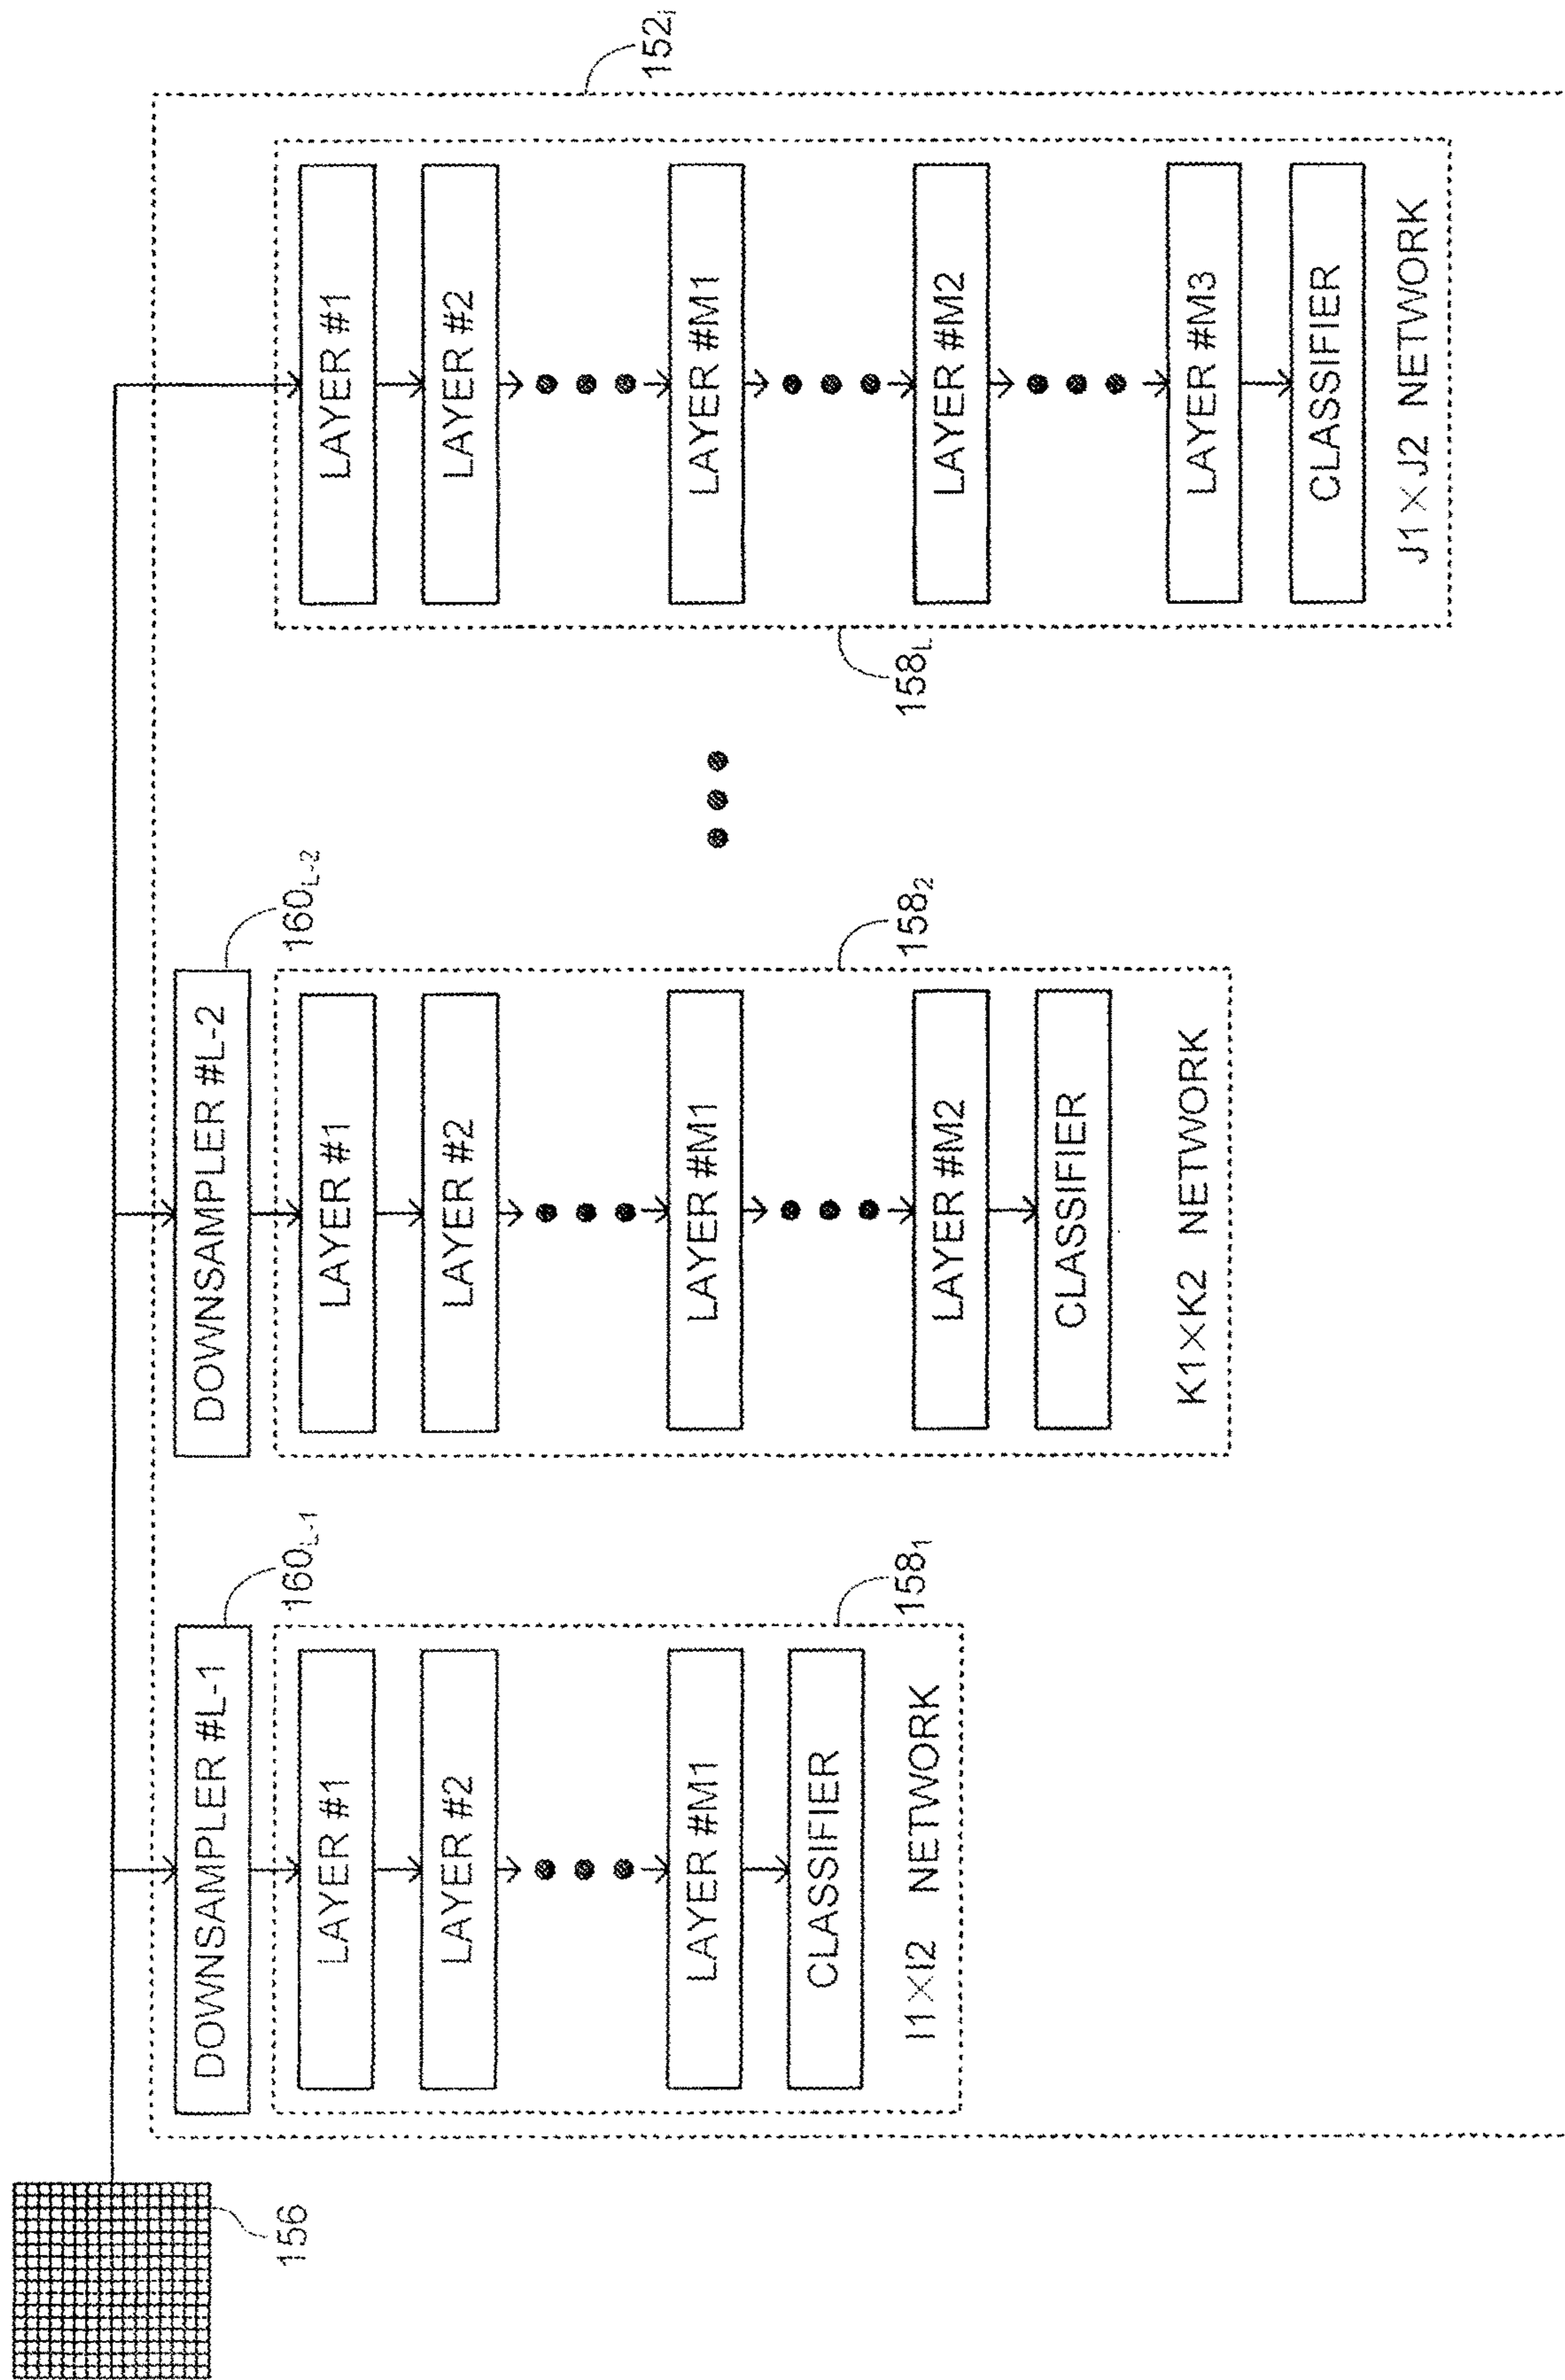 156
152ᵢ
DOWNSAMPLER #L-1
160L-1
LAYER #1
LAYER #2
LAYER #M1
CLASSIFIER
I1×I2 NETWORK
158₁
DOWNSAMPLER #L-2
160L-2
LAYER #1
LAYER #2
LAYER #M1
LAYER #M2
CLASSIFIER
K1×K2 NETWORK
158₂
LAYER #1
LAYER #2
LAYER #M1
LAYER #M2
LAYER #M3
CLASSIFIER
J1×J2 NETWORK
158L